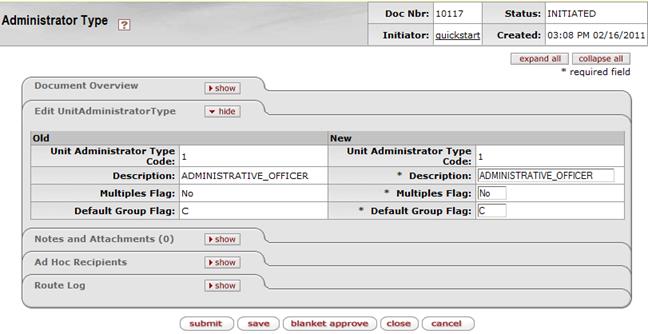 Administrator Type ?
Doc Nbr: 10117 Status: INITIATED
Initiator: quickstart Created: 03:08 PM 02/16/2011
expand all collapse all
* required field
Document Overview show
Edit UnitAdministratorType hide
Old New
Unit Administrator Type Code: 1 Unit Administrator Type Code: 1
Description: ADMINISTRATIVE_OFFICER * Description: ADMINISTRATIVE_OFFICER
Multiples Flag: No * Multiples Flag: No
Default Group Flag: C * Default Group Flag: C
Notes and Attachments (0) show
Ad Hoc Recipients show
Route Log show
submit save blanket approve close cancel